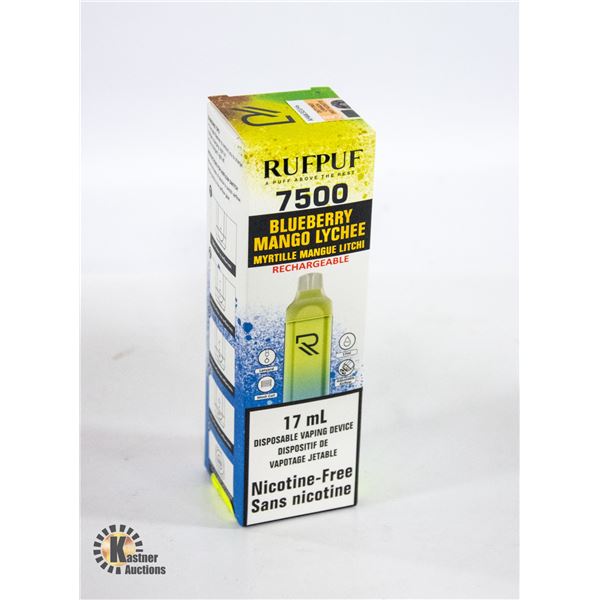 RUFPUF
A PUFF ABOVE THE REST
7500
BLUEBERRY
MANGO LYCHEE
MYRTILLE MANGUE LITCHI
RECHARGEABLE
R
17 mL
DISPOSABLE VAPING DEVICE
DISPOSITIF DE
VAPOTAGE JETABLE
Nicotine-Free
Sans nicotine
Kastner
Auctions